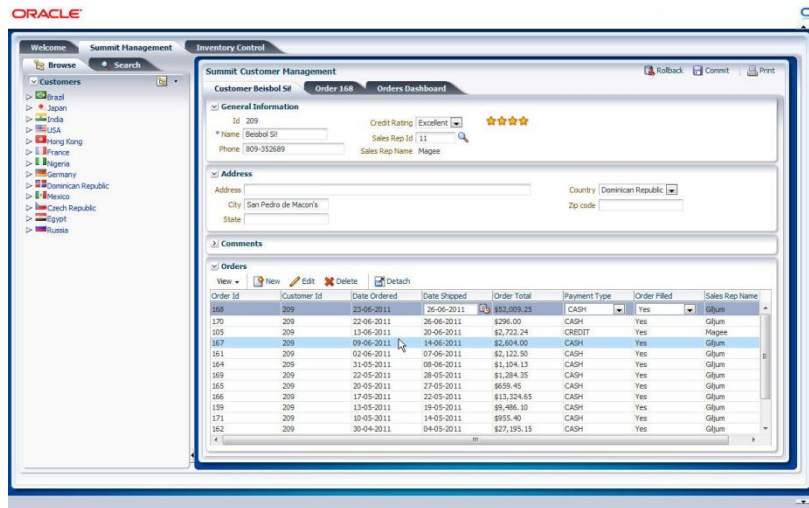 ORACLE
Welcome Summit Management Inventory Control
Browse Search
Customers
Brazil
Japan
India
USA
Hong Kong
France
Nigeria
Germany
Dominican Republic
Mexico
Czech Republic
Egypt
Russia
Summit Customer Management Rollback Commit Print
Customer Beisbol Si! Order 168 Orders Dashboard
General Information
Id 209 Credit Rating Excellent
* Name Beisbol Si! Sales Rep Id 11
Phone 809-352689 Sales Rep Name Magee
Address
Address Country Dominican Republic
City San Pedro de Macon's Zip code
State
Comments
Orders
View New Edit Delete Detach
Order Id Customer Id Date Ordered Date Shipped Order Total Payment Type Order Filled Sales Rep Name
168 209 23-06-2011 26-06-2011 $52,009.25 CASH Yes Giljum
170 209 22-06-2011 26-06-2011 $296.00 CASH Yes Giljum
105 209 13-06-2011 20-06-2011 $2,722.24 CREDIT Yes Magee
167 209 09-06-2011 14-06-2011 $2,604.00 CASH Yes Giljum
161 209 02-06-2011 07-06-2011 $2,122.50 CASH Yes Giljum
164 209 31-05-2011 08-06-2011 $1,104.13 CASH Yes Giljum
169 209 22-05-2011 28-05-2011 $1,284.35 CASH Yes Giljum
165 209 20-05-2011 27-05-2011 $659.45 CASH Yes Giljum
166 209 17-05-2011 22-05-2011 $13,324.65 CASH Yes Giljum
159 209 13-05-2011 19-05-2011 $9,486.10 CASH Yes Giljum
171 209 10-05-2011 14-05-2011 $955.40 CASH Yes Giljum
162 209 30-04-2011 04-05-2011 $27,195.15 CASH Yes Giljum